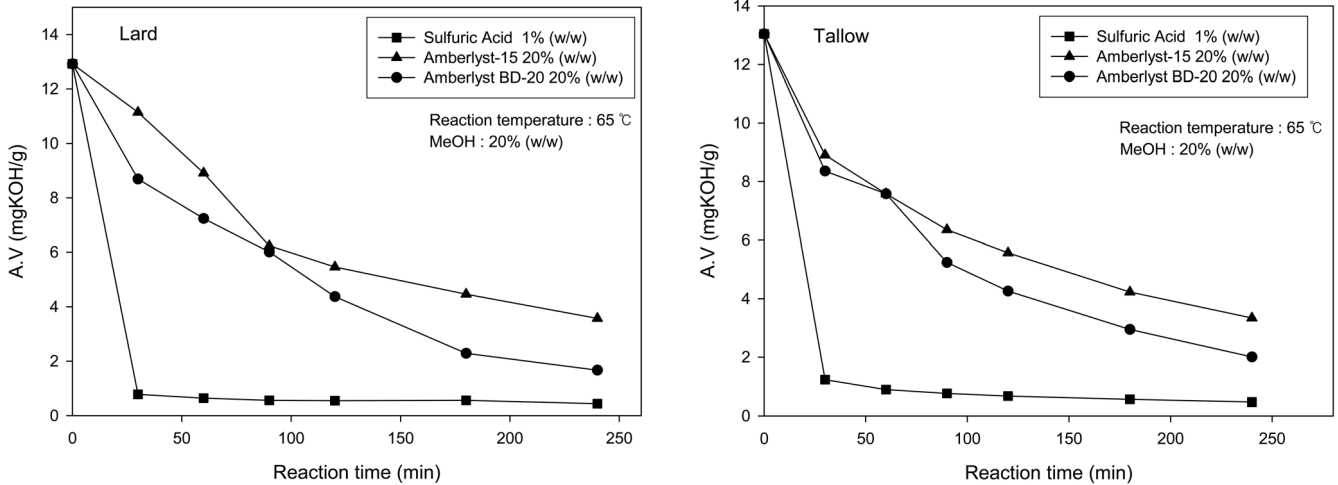 Lard
Sulfuric Acid 1% (w/w)
Amberlyst-15 20% (w/w)
Amberlyst BD-20 20% (w/w)
Reaction temperature : 65 ℃
MeOH : 20% (w/w)
A.V (mgKOH/g)
14
12
10
8
6
4
2
0
0
50
100
150
200
250
Reaction time (min)
Tallow
Sulfuric Acid 1% (w/w)
Amberlyst-15 20% (w/w)
Amberlyst BD-20 20% (w/w)
Reaction temperature : 65 ℃
MeOH : 20% (w/w)
A.V (mgKOH/g)
14
12
10
8
6
4
2
0
0
50
100
150
200
250
Reaction time (min)